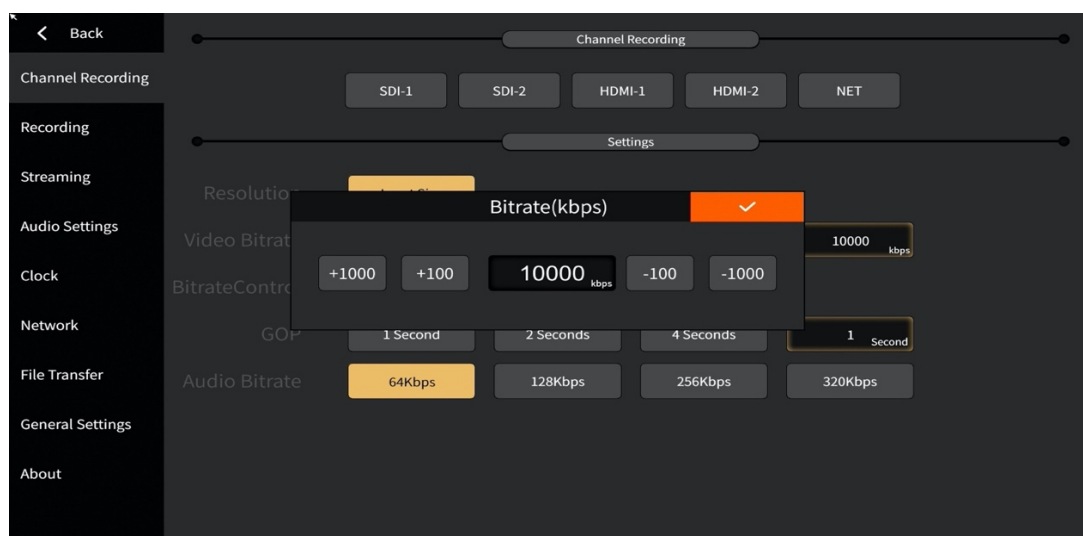 Back
Channel Recording
Recording
Streaming
Audio Settings
Clock
Network
File Transfer
General Settings
About
Channel Recording
SDI-1 SDI-2 HDMI-1 HDMI-2 NET
Settings
Bitrate(kbps)
10000 kbps
+1000 +100 10000 kbps -100 -1000
GOP 1 Second 2 Seconds 4 Seconds 1 Second
Audio Bitrate 64Kbps 128Kbps 256Kbps 320Kbps